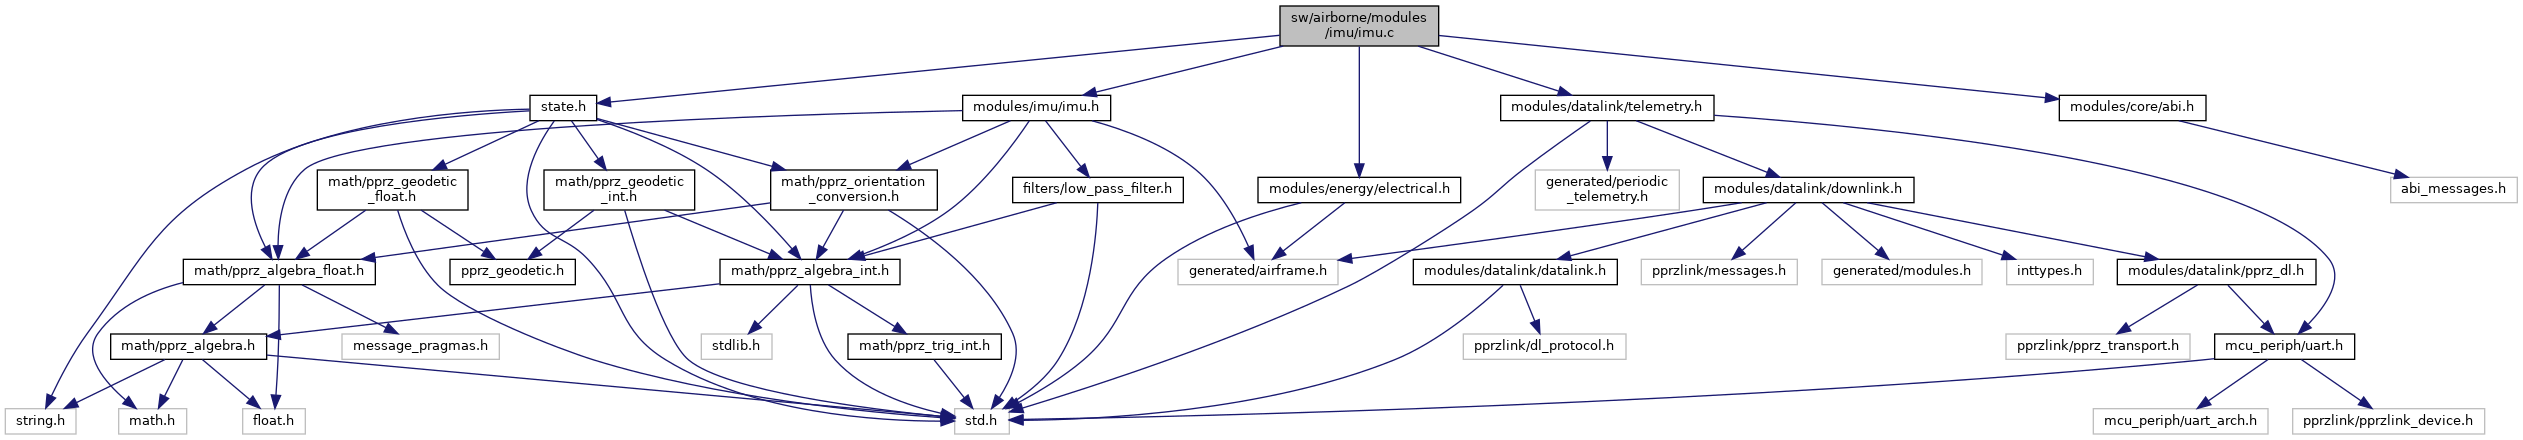 sw/airborne/modules
/imu/imu.c
state.h
modules/imu/imu.h
modules/datalink/telemetry.h
modules/core/abi.h
math/pprz_geodetic
_float.h
math/pprz_geodetic
_int.h
math/pprz_orientation
_conversion.h
filters/low_pass_filter.h
modules/energy/electrical.h
generated/periodic
_telemetry.h
modules/datalink/downlink.h
abi_messages.h
math/pprz_algebra_float.h
pprz_geodetic.h
math/pprz_algebra_int.h
generated/airframe.h
modules/datalink/datalink.h
pprzlink/messages.h
generated/modules.h
inttypes.h
modules/datalink/pprz_dl.h
math/pprz_algebra.h
message_pragmas.h
stdlib.h
math/pprz_trig_int.h
pprzlink/dl_protocol.h
pprzlink/pprz_transport.h
mcu_periph/uart.h
string.h
math.h
float.h
std.h
mcu_periph/uart_arch.h
pprzlink/pprzlink_device.h